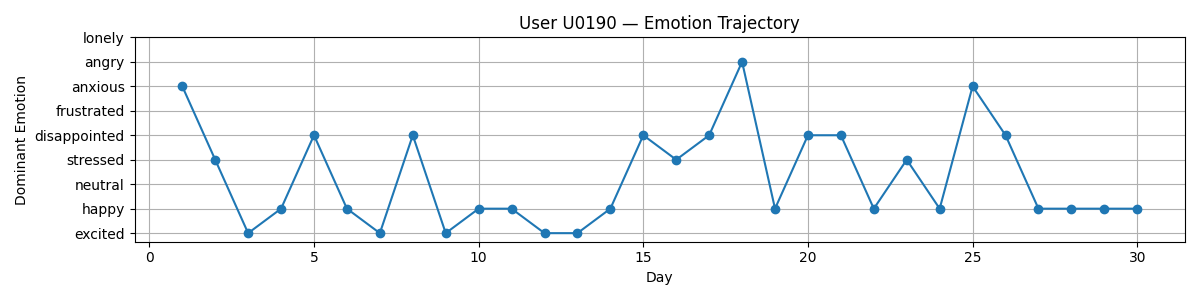 User U0190 — Emotion Trajectory
Dominant Emotion
lonely
angry
anxious
frustrated
disappointed
stressed
neutral
happy
excited
0 5 10 15 20 25 30
Day